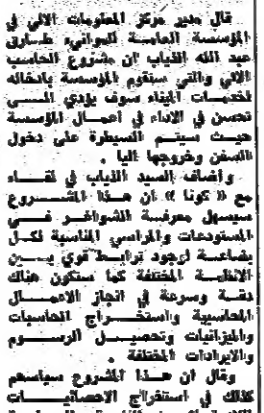 قال مدير مركز المعلومات الالي في
المؤسسة العامة للموانيء طارق
عبد الله الذياب ان مشروع الحاسب
الالي والتي ستقوم المؤسسة بادخاله
لخدمات الميناء سوف يؤدي الى
تحسن في الاداء في اعمال المؤسسة
حيث سيتم السيطرة على دخول
السفن وخروجها اليا .
واضاف السيد الذياب في لقاء
مع « كونا » ان هذا المشروع
سيسهل معرفة الشواغر في
المستودعات والمراسي المناسبة لكل
بضاعة لوجود ترابط قوي بين
الانظمة المختلفة كما ستكون هناك
دقة وسرعة في انجاز الاعمال
المحاسبية واستخراج الحسابات
والميزانيات وتحصيل الرسوم
والايرادات المختلفة .
وقال ان هذا المشروع سيساهم
كذلك في استخراج الاحصائيات